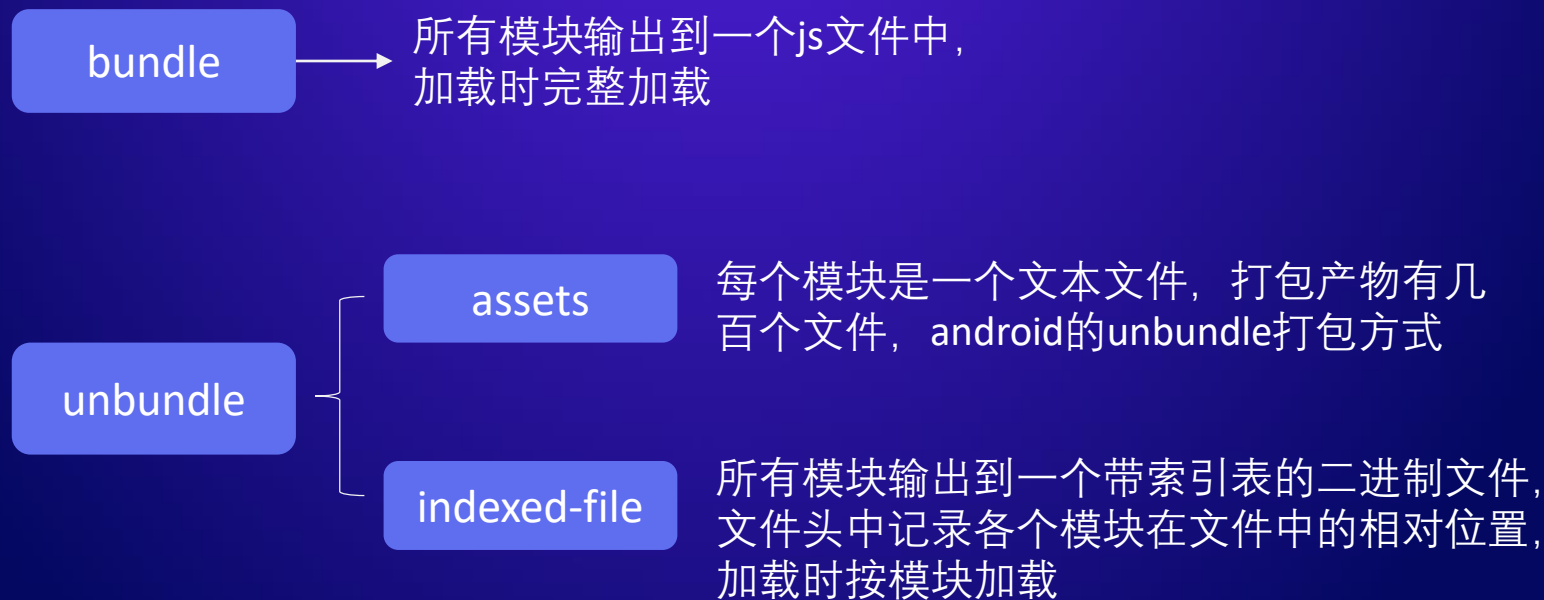 bundle
所有模块输出到一个js文件中,
加载时完整加载
assets
每个模块是一个文本文件，打包产物有几
百个文件，android的unbundle打包方式
unbundle
indexed-file
所有模块输出到一个带索引表的二进制文件,
文件头中记录各个模块在文件中的相对位置,
加载时按模块加载